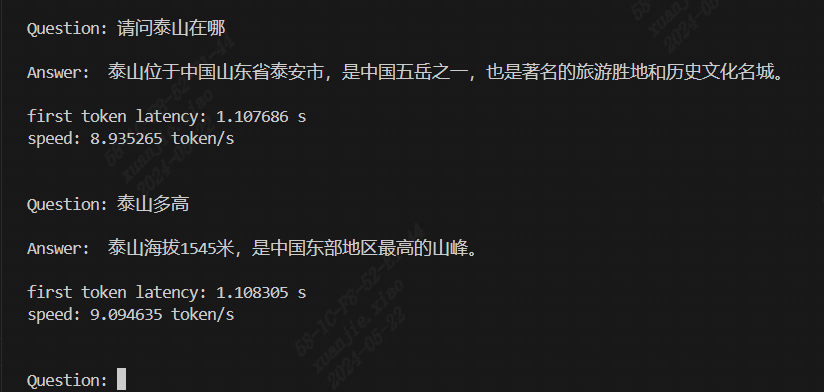 Question: 请问泰山在哪
Answer: 泰山位于中国山东省泰安市，是中国五岳之一，也是著名的旅游胜地和历史文化名城。
first token latency: 1.107686 s
speed: 8.935265 token/s
Question: 泰山多高
Answer: 泰山海拔1545米，是中国东部地区最高的山峰。
first token latency: 1.108305 s
speed: 9.094635 token/s
Question: